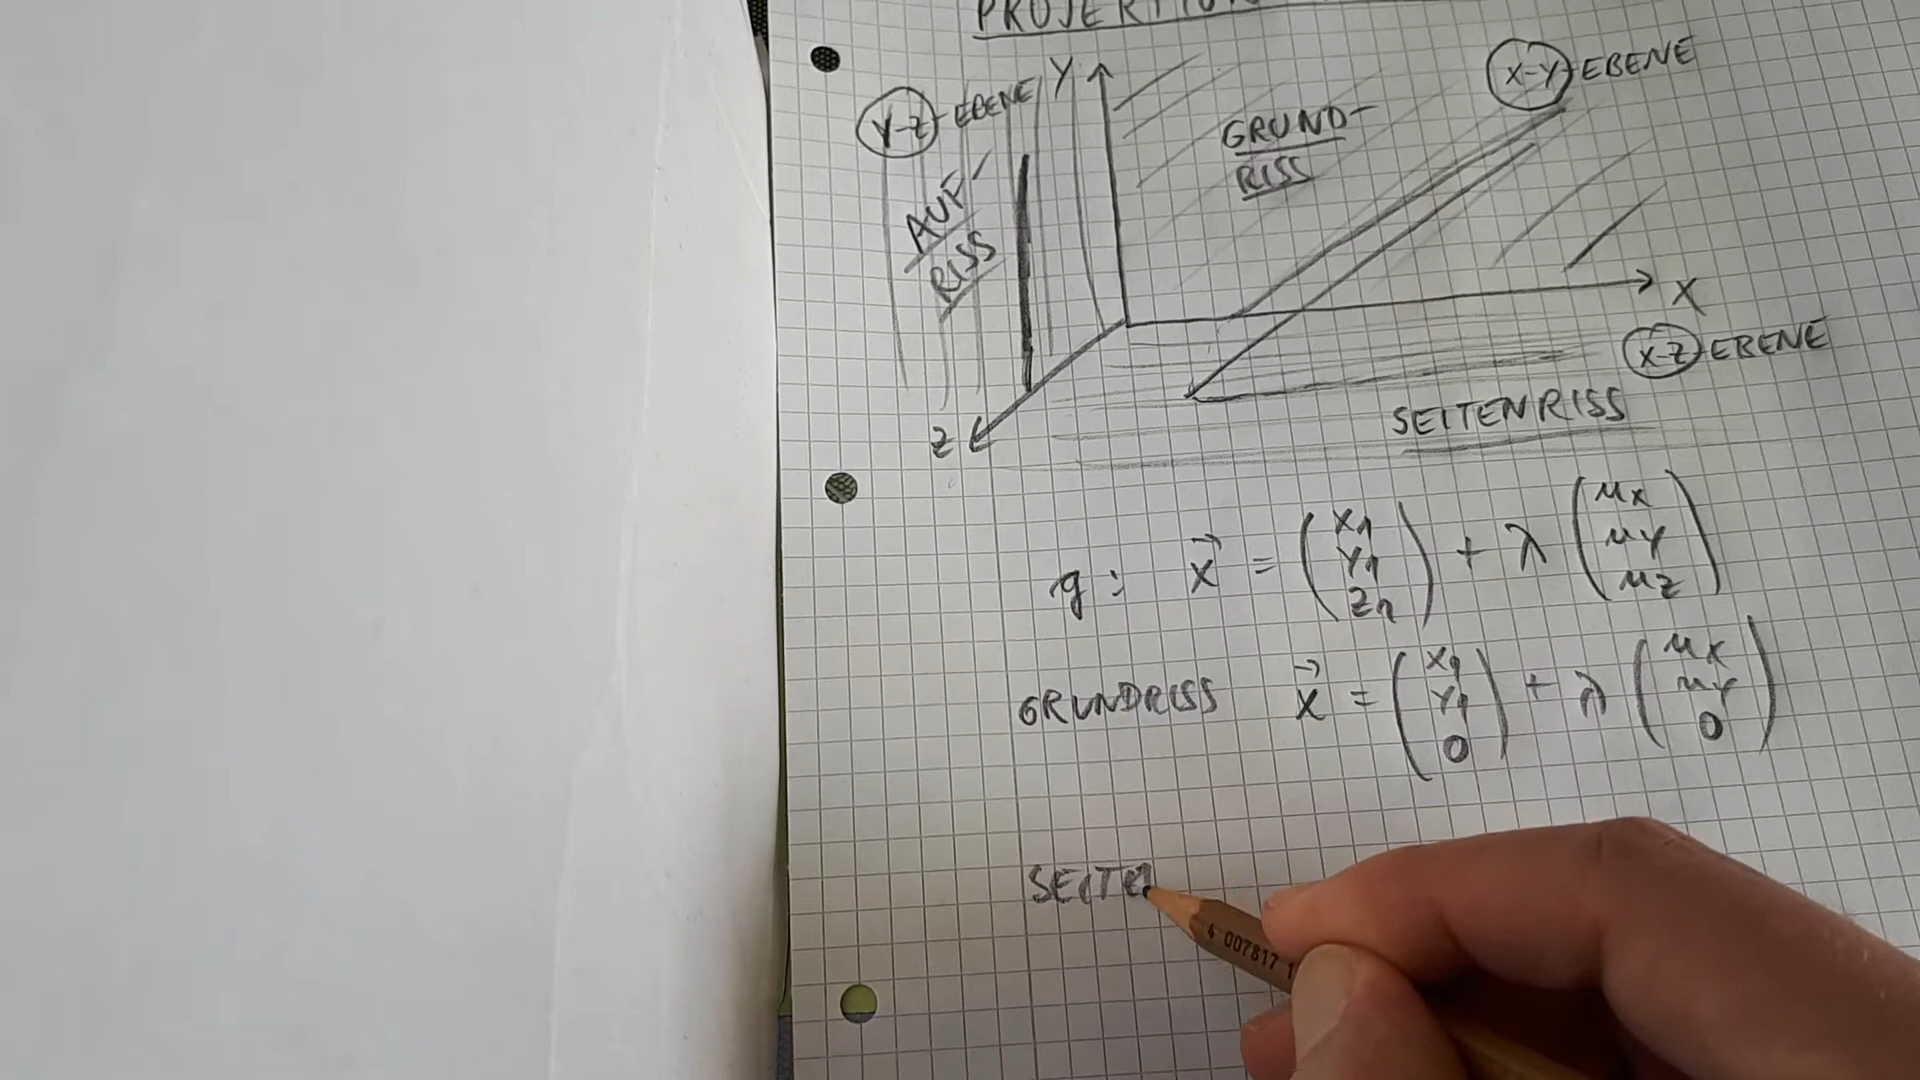 PROJEKTION
Y-Z-EBENE
Y
X-Y-EBENE
GRUND-
RISS
AUF-
RISS
X
X-Z-EBENE
Z
SEITENRISS
g: x⃗ = (x1 y1 z1) + λ (ux uy uz)
GRUNDRISS x⃗ = (x1 y1 0) + λ (ux uy 0)
SEITE
4 007817 1